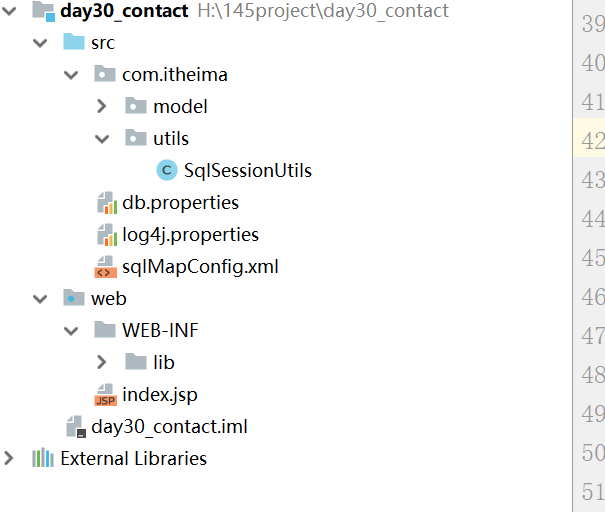 day30_contact H:\145project\day30_contact
src
com.itheima
model
utils
C SqlSessionUtils
db.properties
log4j.properties
<> sqlMapConfig.xml
web
WEB-INF
lib
JSP index.jsp
day30_contact.iml
External Libraries
39
40
41
42
43
44
45
46
47
48
49
50
51